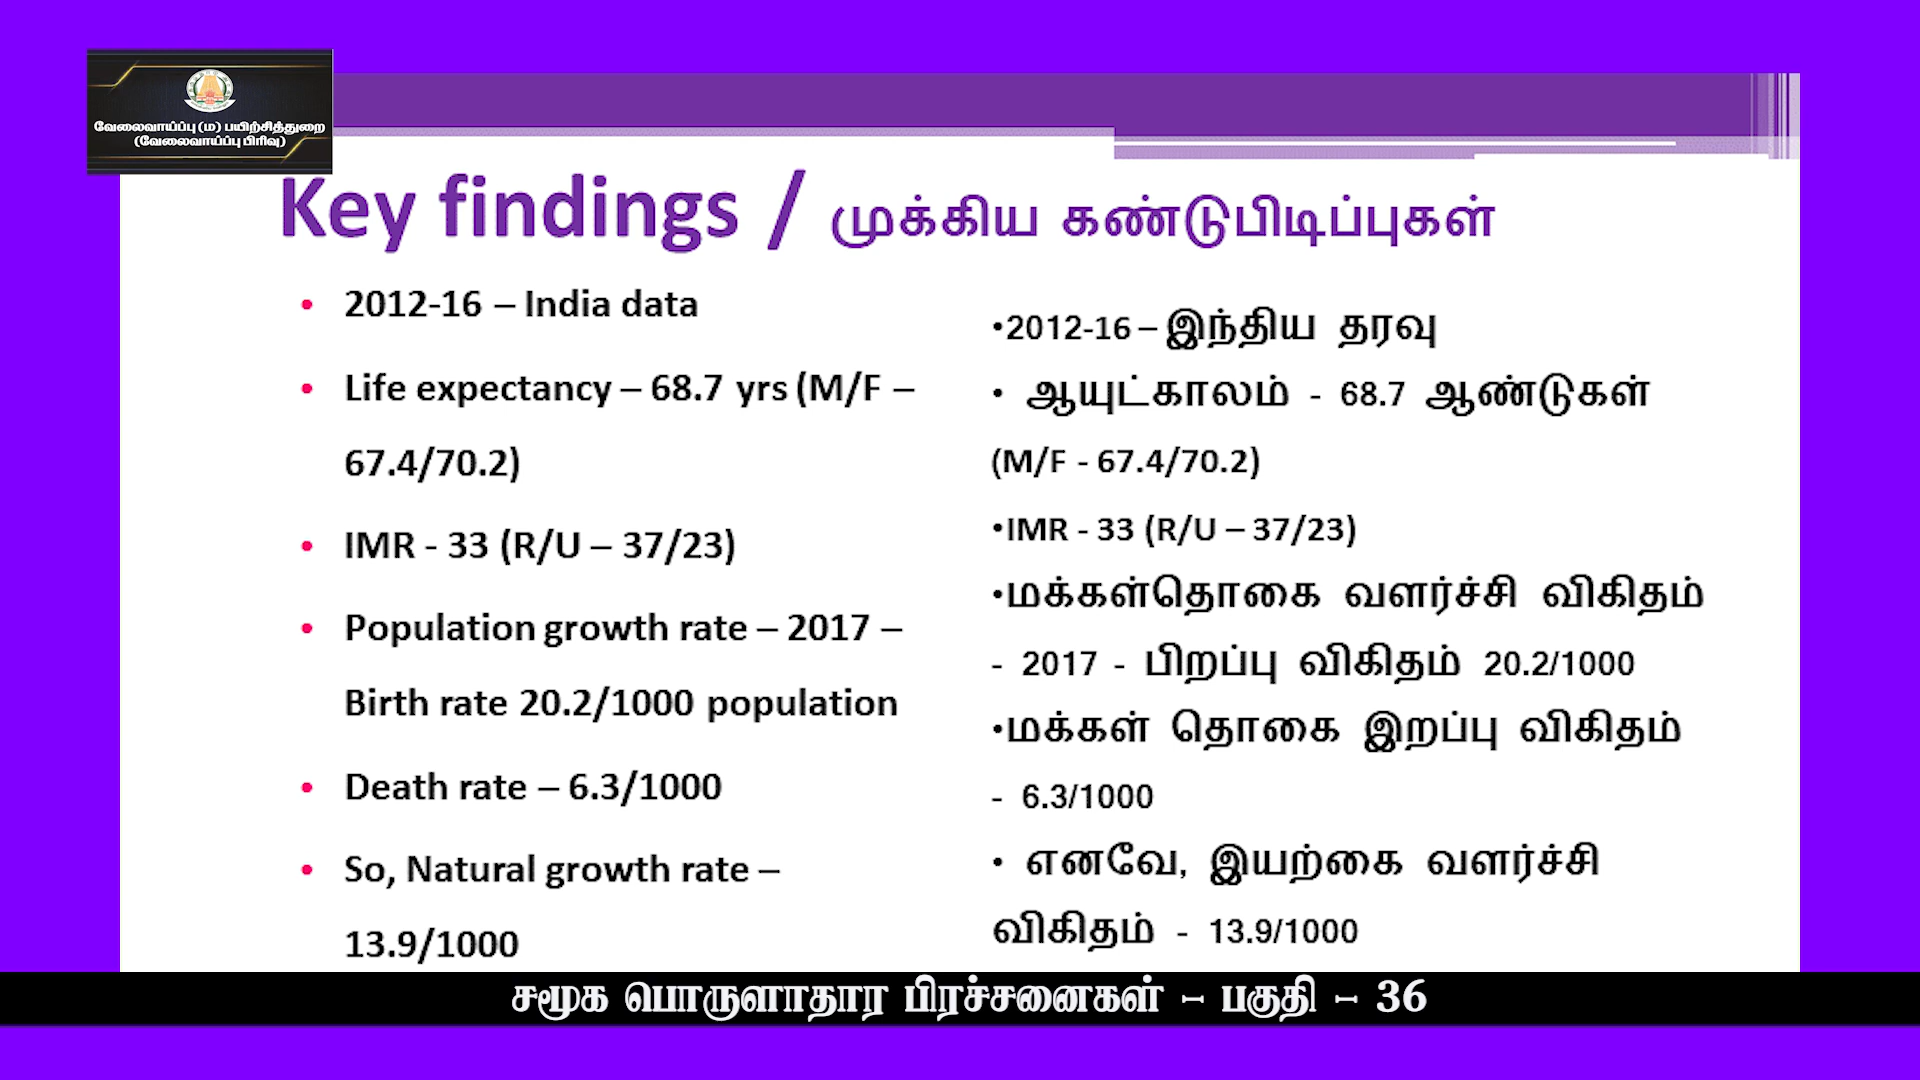 வேலைவாய்ப்பு (ம) பயிற்சித்துறை
(வேலைவாய்ப்பு பிரிவு)
Key findings / முக்கிய கண்டுபிடிப்புகள்
• 2012-16 – India data
• Life expectancy – 68.7 yrs (M/F –
67.4/70.2)
• IMR - 33 (R/U – 37/23)
• Population growth rate – 2017 –
Birth rate 20.2/1000 population
• Death rate – 6.3/1000
• So, Natural growth rate –
13.9/1000
•2012-16 – இந்திய தரவு
• ஆயுட்காலம் - 68.7 ஆண்டுகள்
(M/F - 67.4/70.2)
•IMR - 33 (R/U – 37/23)
•மக்கள்தொகை வளர்ச்சி விகிதம்
- 2017 - பிறப்பு விகிதம் 20.2/1000
•மக்கள் தொகை இறப்பு விகிதம்
- 6.3/1000
• எனவே, இயற்கை வளர்ச்சி
விகிதம் - 13.9/1000
சமூக பொருளாதார பிரச்சனைகள் - பகுதி - 36